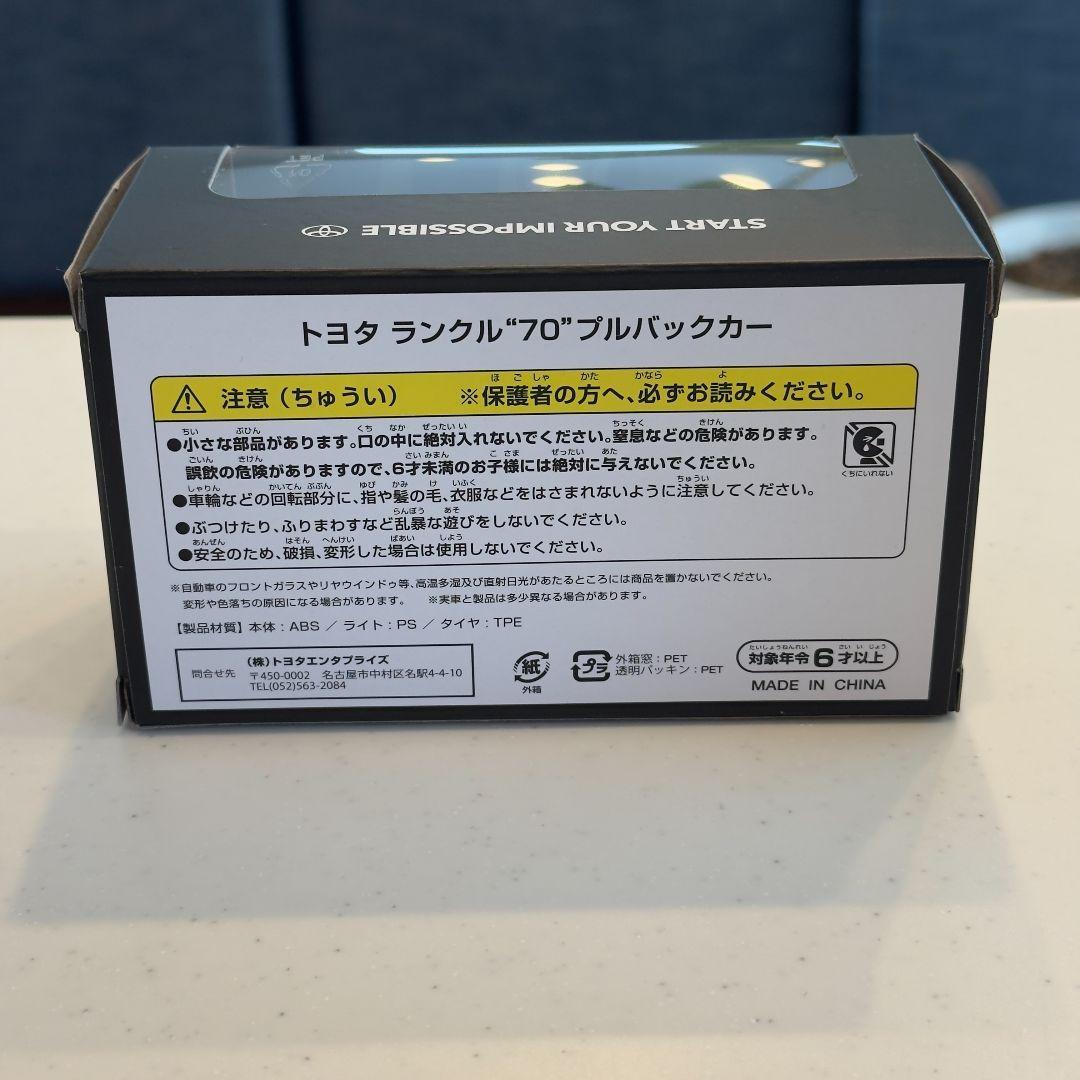 START YOUR IMPOSSIBLE
トヨタ ランクル“70”プルバックカー
注意（ちゅうい） ※保護者の方へ、必ずお読みください。
●小さな部品があります。口の中に絶対入れないでください。窒息などの危険があります。
誤飲の危険がありますので、6才未満のお子様には絶対に与えないでください。
くちにいれない
●車輪などの回転部分に、指や髪の毛、衣服などをはさまれないように注意してください。
●ぶつけたり、ふりまわすなど乱暴な遊びをしないでください。
●安全のため、破損、変形した場合は使用しないでください。
※自動車のフロントガラスやリヤウインドゥ等、高温多湿及び直射日光があたるところには商品を置かないでください。
変形や色落ちの原因になる場合があります。 ※実車と製品は多少異なる場合があります。
【製品材質】本体：ABS ／ ライト：PS ／ タイヤ：TPE
問合せ先
（株）トヨタエンタプライズ
〒450-0002 名古屋市中村区名駅4-4-10
TEL(052)563-2084
紙
外箱
プラ
外箱窓：PET
透明パッキン：PET
対象年令6才以上
MADE IN CHINA